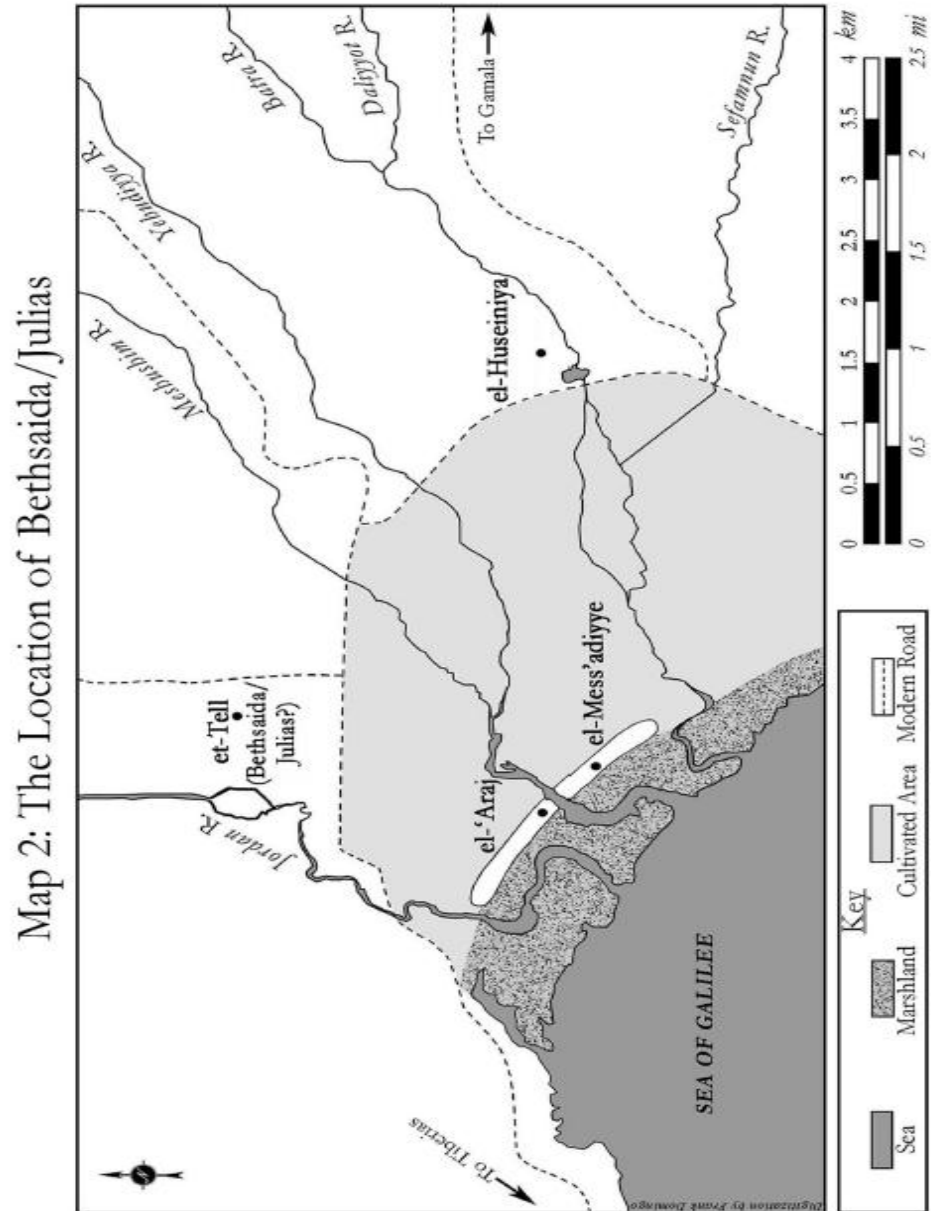 Map 2: The Location of Bethsaida/Julias
Meshushim R.
Yehudiyya R.
Batra R.
Daliyyot R.
To Gamala
Sefamnun R.
Jordan R.
et-Tell
(Bethsaida/
Julias?)
el-Huseiniya
el-‘Araj
el-Mess’adiyye
To Tiberias
SEA OF GALILEE
Digitization by Frank Domingo
Key
Sea
Marshland
Cultivated Area
Modern Road
0 0.5 1 1.5 2 2.5 3 3.5 4 km
0 0.5 1 1.5 2 2.5 mi